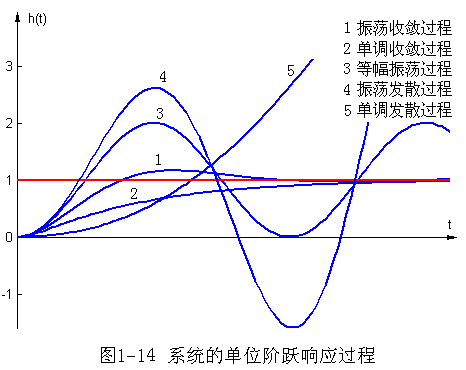 h(t)
1 振荡收敛过程
2 单调收敛过程
3 等幅振荡过程
4 振荡发散过程
5 单调发散过程
3
2
1
0
-1
4
5
3
1
2
t
图1-14 系统的单位阶跃响应过程